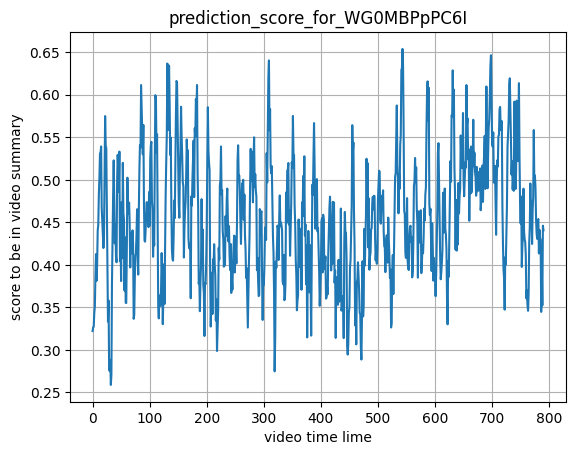 prediction_score_for_WG0MBPpPC6I
0.65
0.60
0.55
0.50
0.45
0.40
0.35
0.30
0.25
score to be in video summary
0 100 200 300 400 500 600 700 800
video time lime